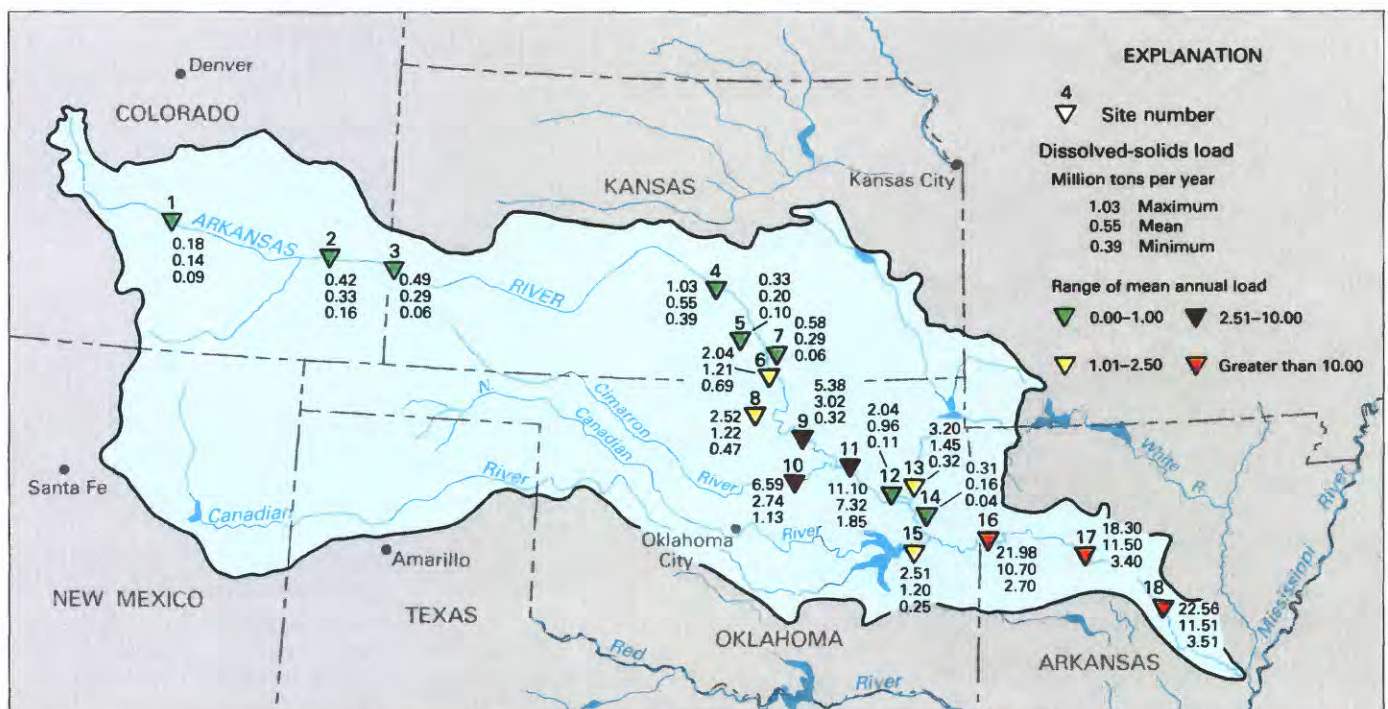 Denver
COLORADO
KANSAS
Kansas City
ARKANSAS
RIVER
1
0.18
0.14
0.09
2
0.42
0.33
0.16
3
0.49
0.29
0.06
4
1.03
0.55
0.39
5
0.33
0.20
0.10
6
2.04
1.21
0.69
7
0.58
0.29
0.06
8
2.52
1.22
0.47
9
5.38
3.02
0.32
10
6.59
2.74
1.13
11
11.10
7.32
1.85
12
2.04
0.96
0.11
13
3.20
1.45
0.32
14
0.31
0.16
0.04
15
2.51
1.20
0.25
16
21.98
10.70
2.70
17
18.30
11.50
3.40
18
22.56
11.51
3.51
N.
Canadian
River
Cimarron
River
Canadian
River
River
White R.
Mississippi
River
Red
River
Santa Fe
Amarillo
Oklahoma
City
NEW MEXICO
TEXAS
OKLAHOMA
ARKANSAS
EXPLANATION
4
Site number
Dissolved-solids load
Million tons per year
1.03 Maximum
0.55 Mean
0.39 Minimum
Range of mean annual load
0.00–1.00 2.51–10.00
1.01–2.50 Greater than 10.00